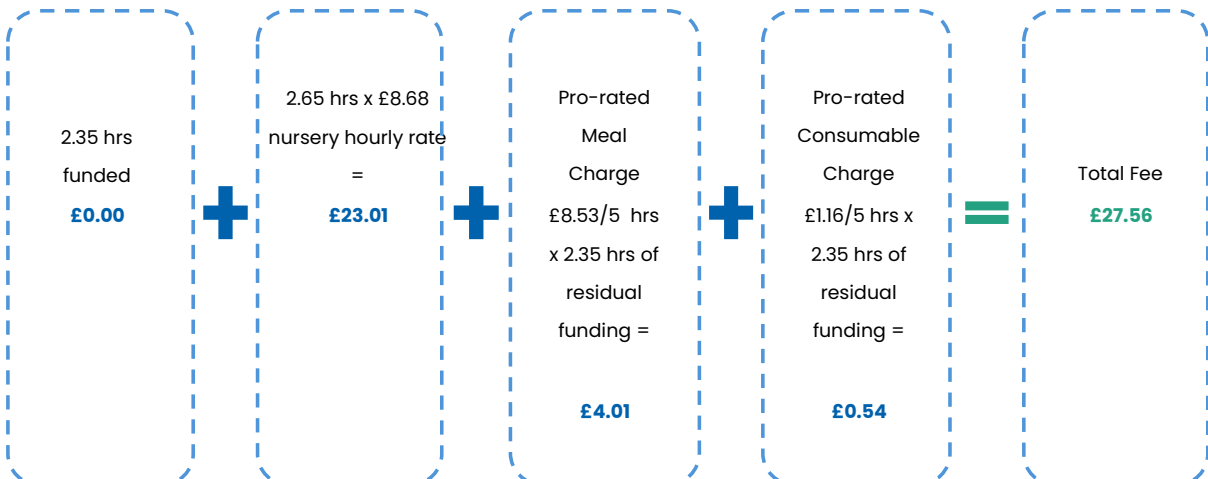 2.35 hrs
funded
£0.00
2.65 hrs x £8.68
nursery hourly rate
=
£23.01
Pro-rated
Meal
Charge
£8.53/5 hrs
x 2.35 hrs of
residual
funding =
£4.01
Pro-rated
Consumable
Charge
£1.16/5 hrs x
2.35 hrs of
residual
funding =
£0.54
Total Fee
£27.56